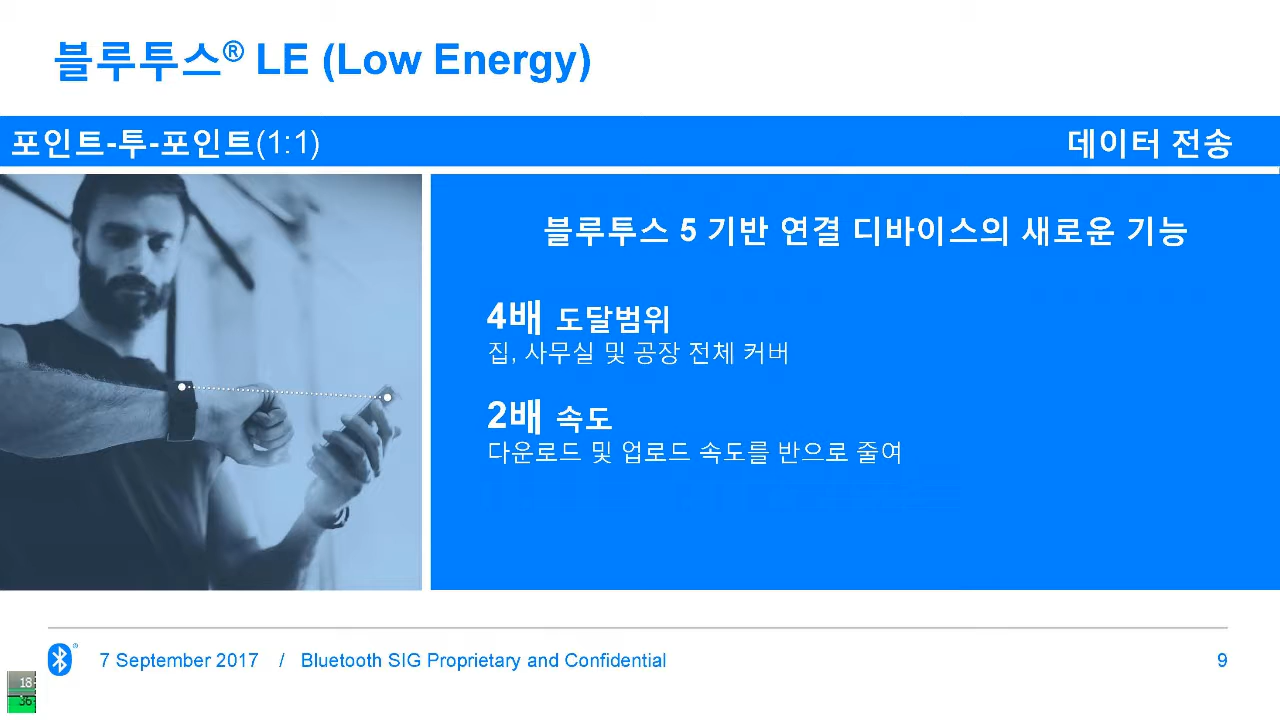 블루투스® LE (Low Energy)
포인트-투-포인트(1:1)
데이터 전송
블루투스 5 기반 연결 디바이스의 새로운 기능
4배 도달범위
집, 사무실 및 공장 전체 커버
2배 속도
다운로드 및 업로드 속도를 반으로 줄여
7 September 2017 / Bluetooth SIG Proprietary and Confidential
9
18
36